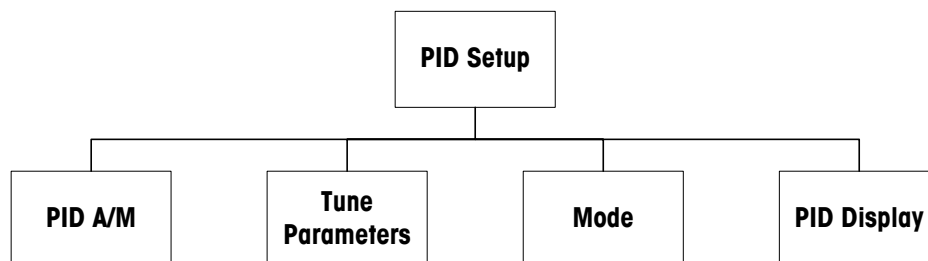 PID Setup
PID A/M
Tune
Parameters
Mode
PID Display